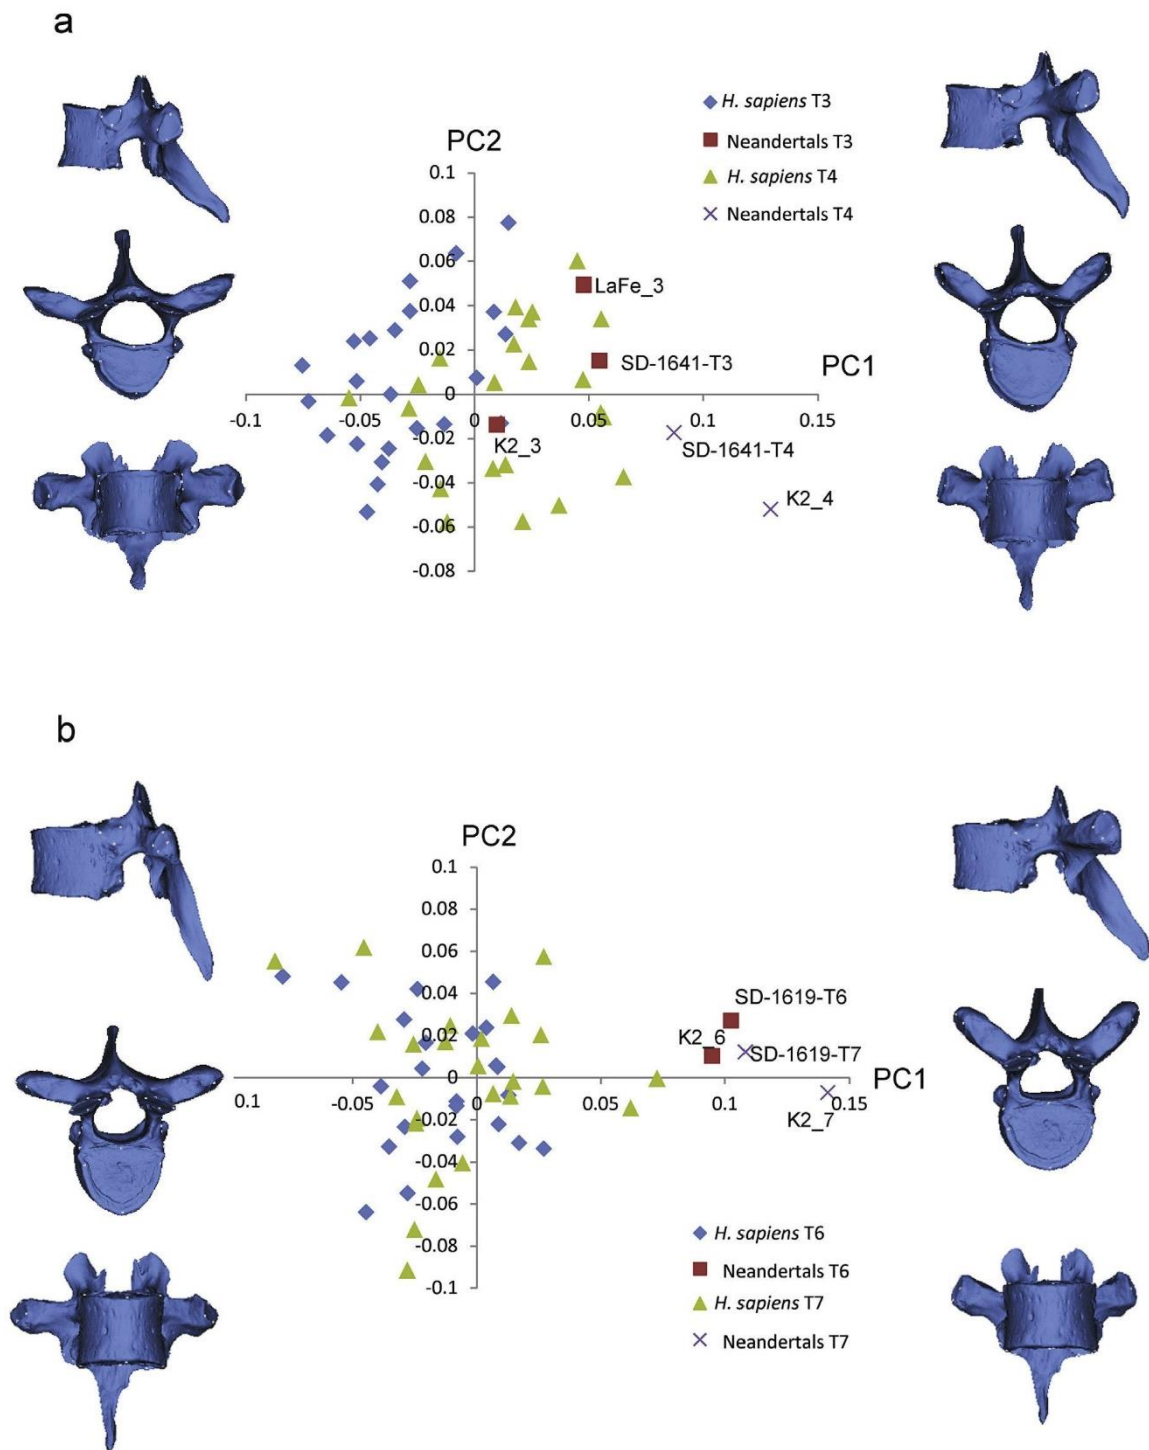 a
H. sapiens T3
Neandertals T3
H. sapiens T4
Neandertals T4
PC2
0.1
0.08
0.06
0.04
0.02
0
-0.02
-0.04
-0.06
-0.08
LaFe_3
SD-1641-T3
PC1
-0.1 -0.05 0 0.05 0.1 0.15
K2_3
SD-1641-T4
K2_4
b
PC2
0.1
0.08
0.06
0.04
0.02
0
-0.02
-0.04
-0.06
-0.08
-0.1
SD-1619-T6
K2_6
SD-1619-T7
PC1
0.1 -0.05 0 0.05 0.1 0.15
K2_7
H. sapiens T6
Neandertals T6
H. sapiens T7
Neandertals T7